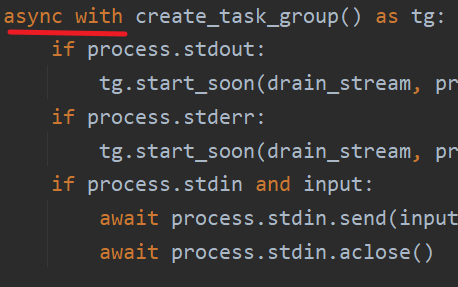 async with create_task_group() as tg:
if process.stdout:
tg.start_soon(drain_stream, pr
if process.stderr:
tg.start_soon(drain_stream, pr
if process.stdin and input:
await process.stdin.send(input
await process.stdin.aclose()